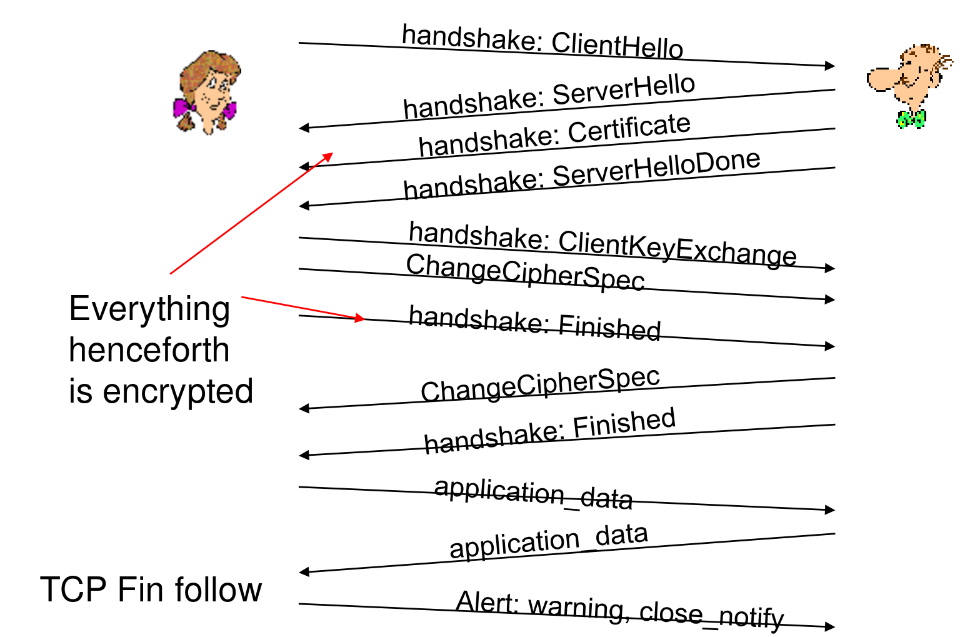 handshake: ClientHello
handshake: ServerHello
handshake: Certificate
handshake: ServerHelloDone
handshake: ClientKeyExchange
ChangeCipherSpec
Everything
henceforth
is encrypted
handshake: Finished
ChangeCipherSpec
handshake: Finished
application_data
application_data
TCP Fin follow
Alert: warning, close_notify